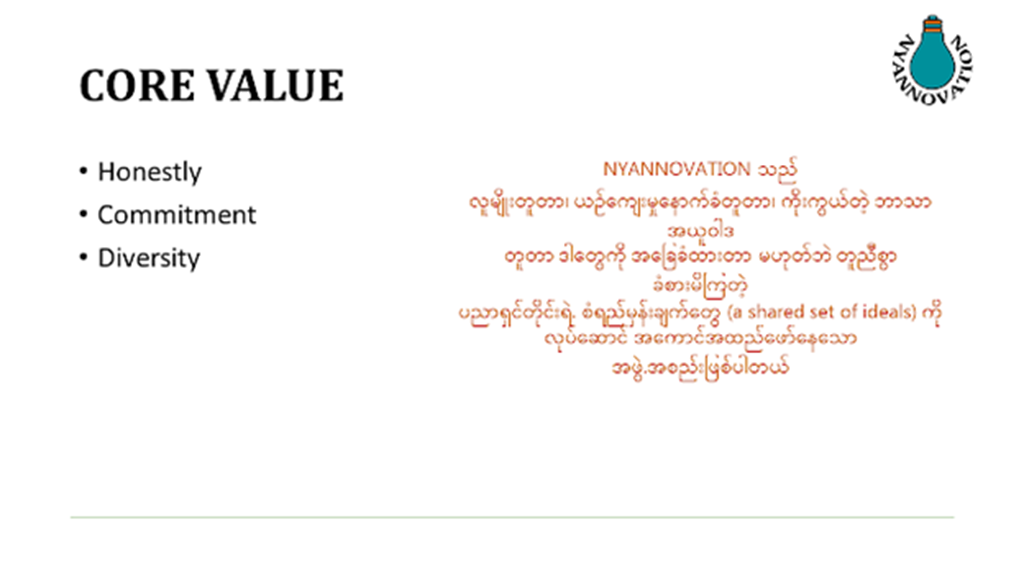 NYANNOVATION
CORE VALUE
• Honestly
• Commitment
• Diversity
NYANNOVATION သည်
လူမျိုးတူတာ၊ ယဉ်ကျေးမှုနောက်ခံတူတာ၊ ကိုးကွယ်တဲ့ ဘာသာ
အယူဝါဒ
တူတာ ဒါတွေကို အခြေခံထားတာ မဟုတ်ဘဲ တူညီစွာ
ခံစားမိကြတဲ့
ပညာရှင်တိုင်းရဲ့ စံရည်မှန်းချက်တွေ (a shared set of ideals) ကို
လုပ်ဆောင် အကောင်အထည်ဖော်နေသော
အဖွဲ့အစည်းဖြစ်ပါတယ်